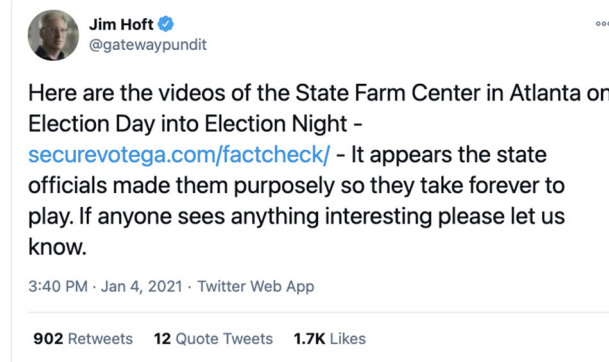 Jim Hoft
@gatewaypundit
Here are the videos of the State Farm Center in Atlanta on
Election Day into Election Night -
securevotega.com/factcheck/ - It appears the state
officials made them purposely so they take forever to
play. If anyone sees anything interesting please let us
know.
3:40 PM · Jan 4, 2021 · Twitter Web App
902 Retweets 12 Quote Tweets 1.7K Likes